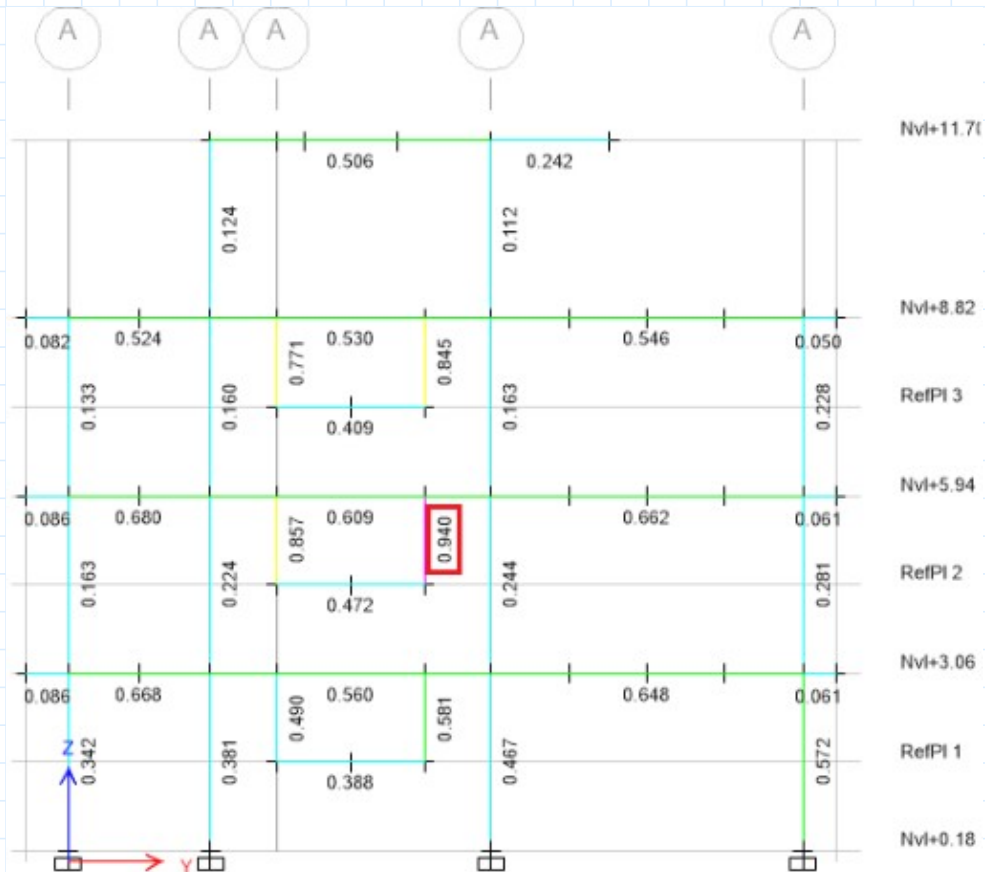 A A A A A
Nvl+11.70
0.506 0.242
0.124 0.112
Nvl+8.82
0.082 0.524 0.530 0.546 0.050
0.771 0.845
0.133 0.160 0.163 0.228
RefPl 3
0.409
Nvl+5.94
0.086 0.680 0.609 0.662 0.061
0.857 0.940
0.163 0.224 0.244 0.281
RefPl 2
0.472
Nvl+3.06
0.086 0.668 0.560 0.648 0.061
0.490 0.581
Z
0.342 0.381 0.467 0.572
RefPl 1
0.388
Nvl+0.18
Y